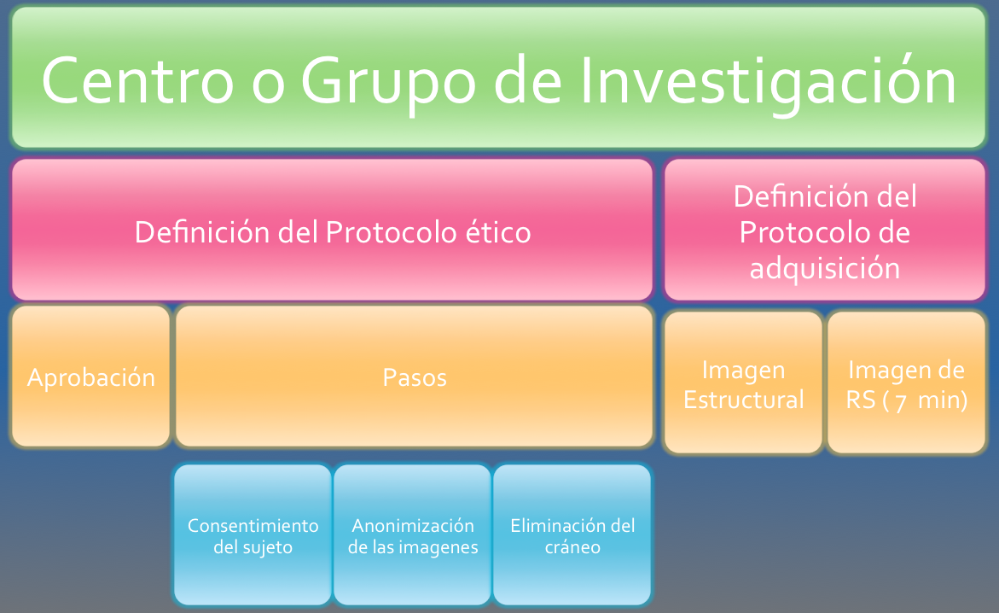 Centro o Grupo de Investigación
Definición del Protocolo ético
Definición del
Protocolo de
adquisición
Aprobación
Pasos
Imagen
Estructural
Imagen de
RS ( 7 min)
Consentimiento
del sujeto
Anonimización
de las imagenes
Eliminación del
cráneo